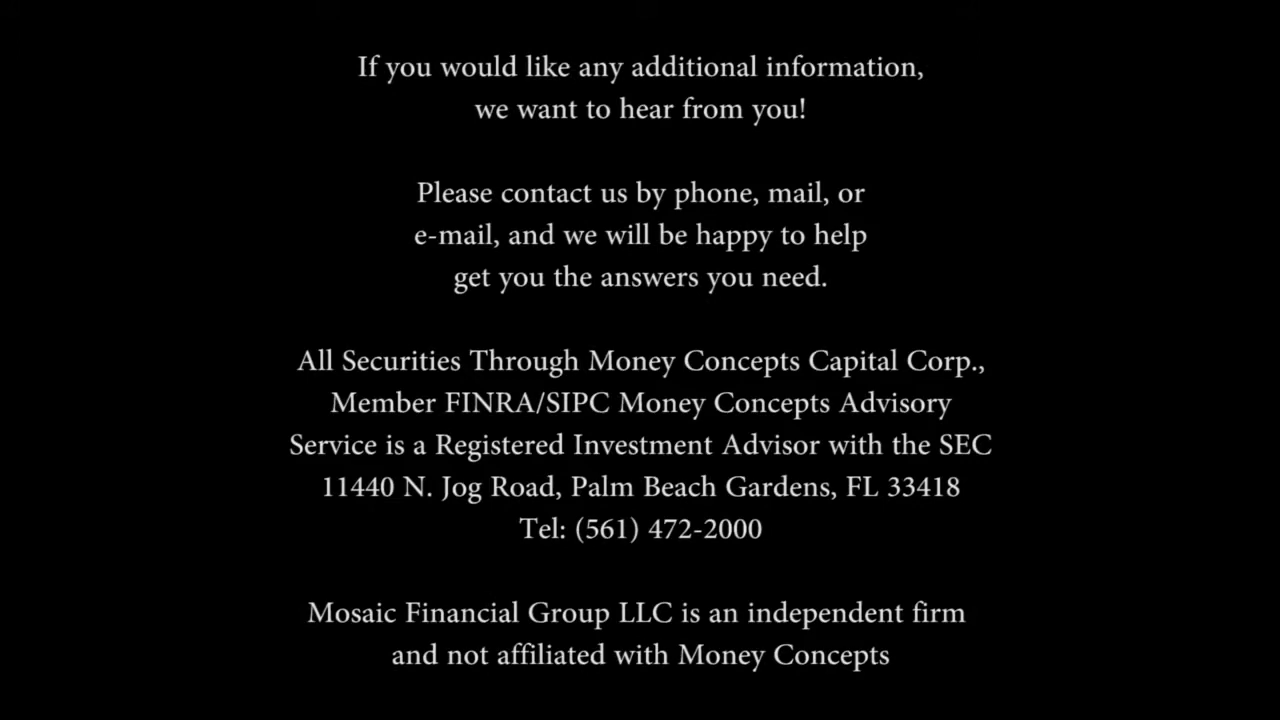 If you would like any additional information,
we want to hear from you!
Please contact us by phone, mail, or
e-mail, and we will be happy to help
get you the answers you need.
All Securities Through Money Concepts Capital Corp.,
Member FINRA/SIPC Money Concepts Advisory
Service is a Registered Investment Advisor with the SEC
11440 N. Jog Road, Palm Beach Gardens, FL 33418
Tel: (561) 472-2000
Mosaic Financial Group LLC is an independent firm
and not affiliated with Money Concepts